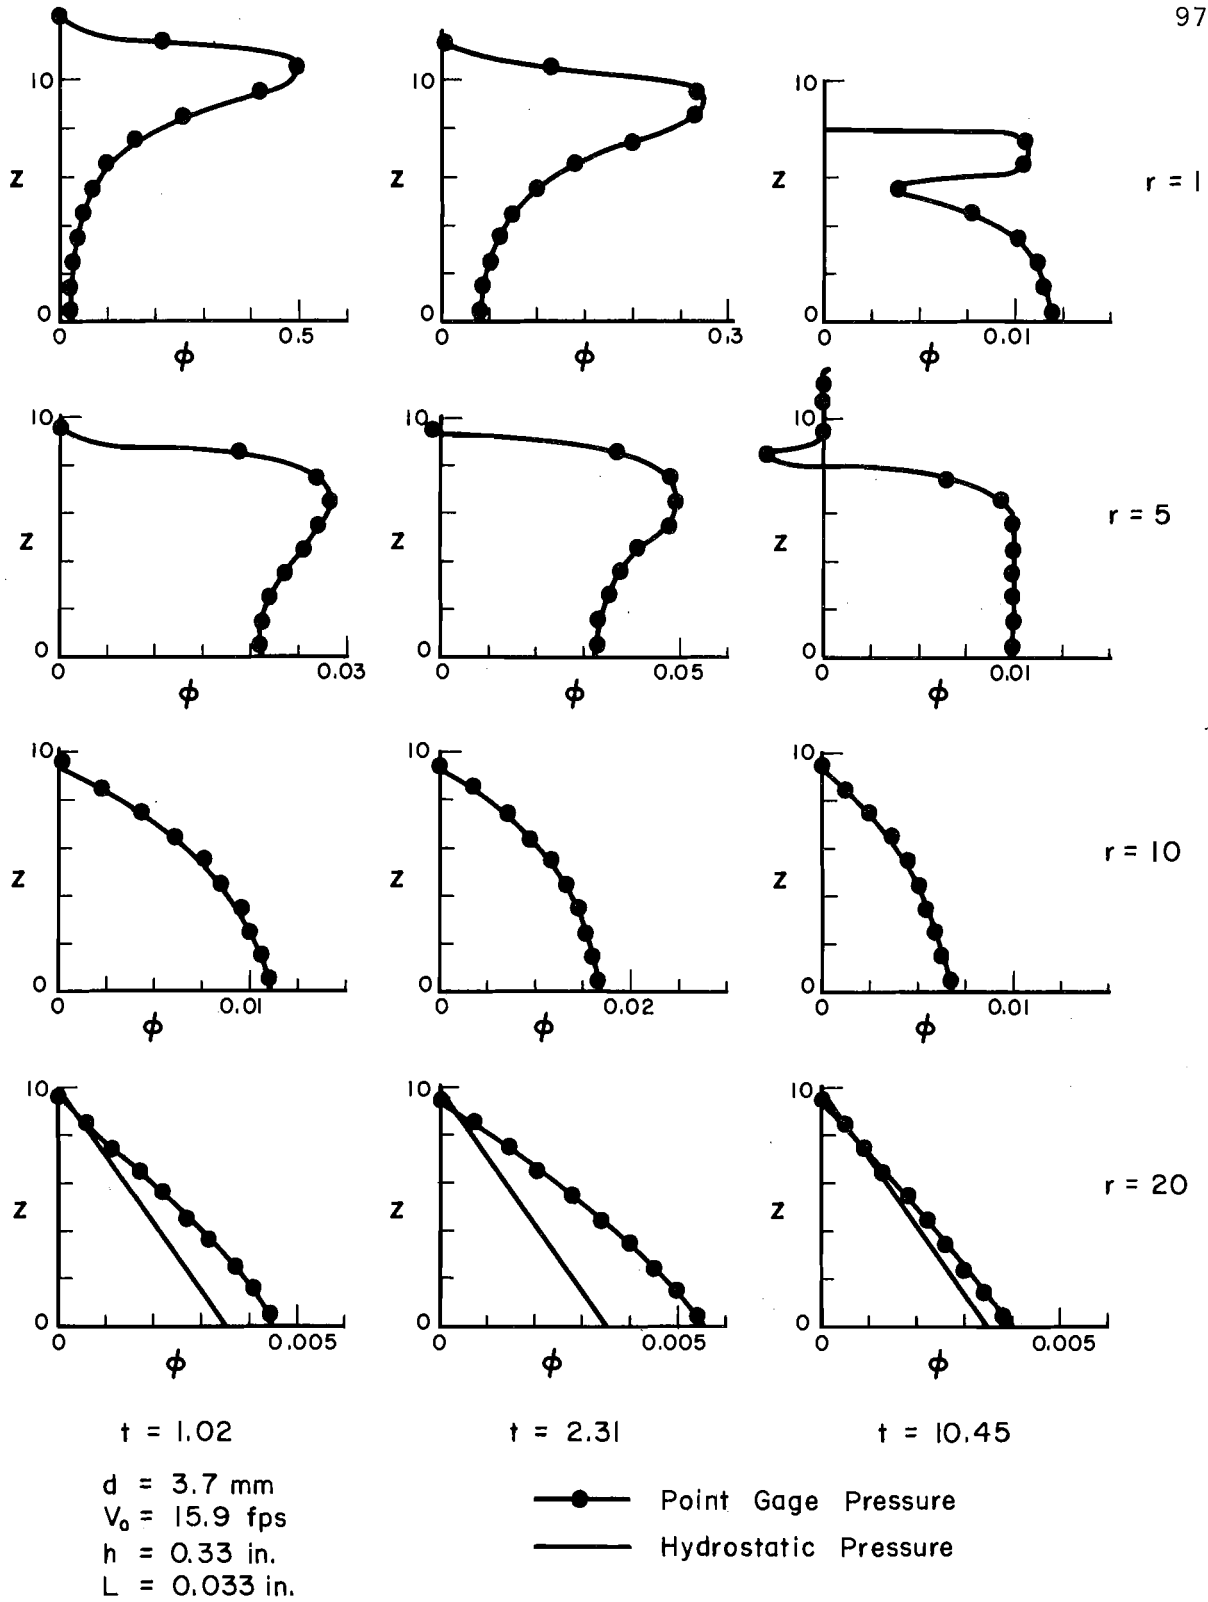 97
10
Z
0
0 0.5
ϕ
10
Z
0
0 0.3
ϕ
10
Z
0
0 0.01
ϕ
r = 1
10
Z
0
0 0.03
ϕ
10
Z
0
0 0.05
ϕ
10
Z
0
0 0.01
ϕ
r = 5
10
Z
0
0 0.01
ϕ
10
Z
0
0 0.02
ϕ
10
Z
0
0 0.01
ϕ
r = 10
10
Z
0
0 0.005
ϕ
10
Z
0
0 0.005
ϕ
10
Z
0
0 0.005
ϕ
r = 20
t = 1.02
t = 2.31
t = 10.45
d = 3.7 mm
V₀ = 15.9 fps
h = 0.33 in.
L = 0.033 in.
Point Gage Pressure
Hydrostatic Pressure